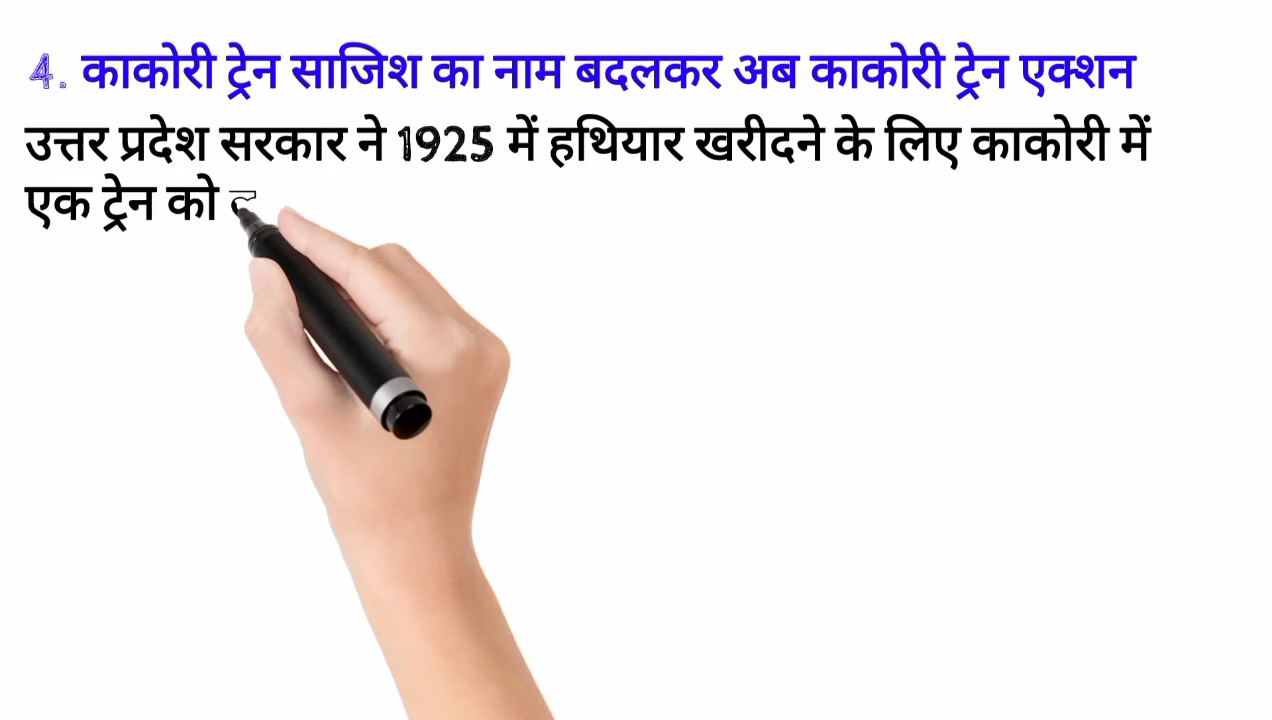 4. काकोरी ट्रेन साजिश का नाम बदलकर अब काकोरी ट्रेन एक्शन
उत्तर प्रदेश सरकार ने 1925 में हथियार खरीदने के लिए काकोरी में
एक ट्रेन को